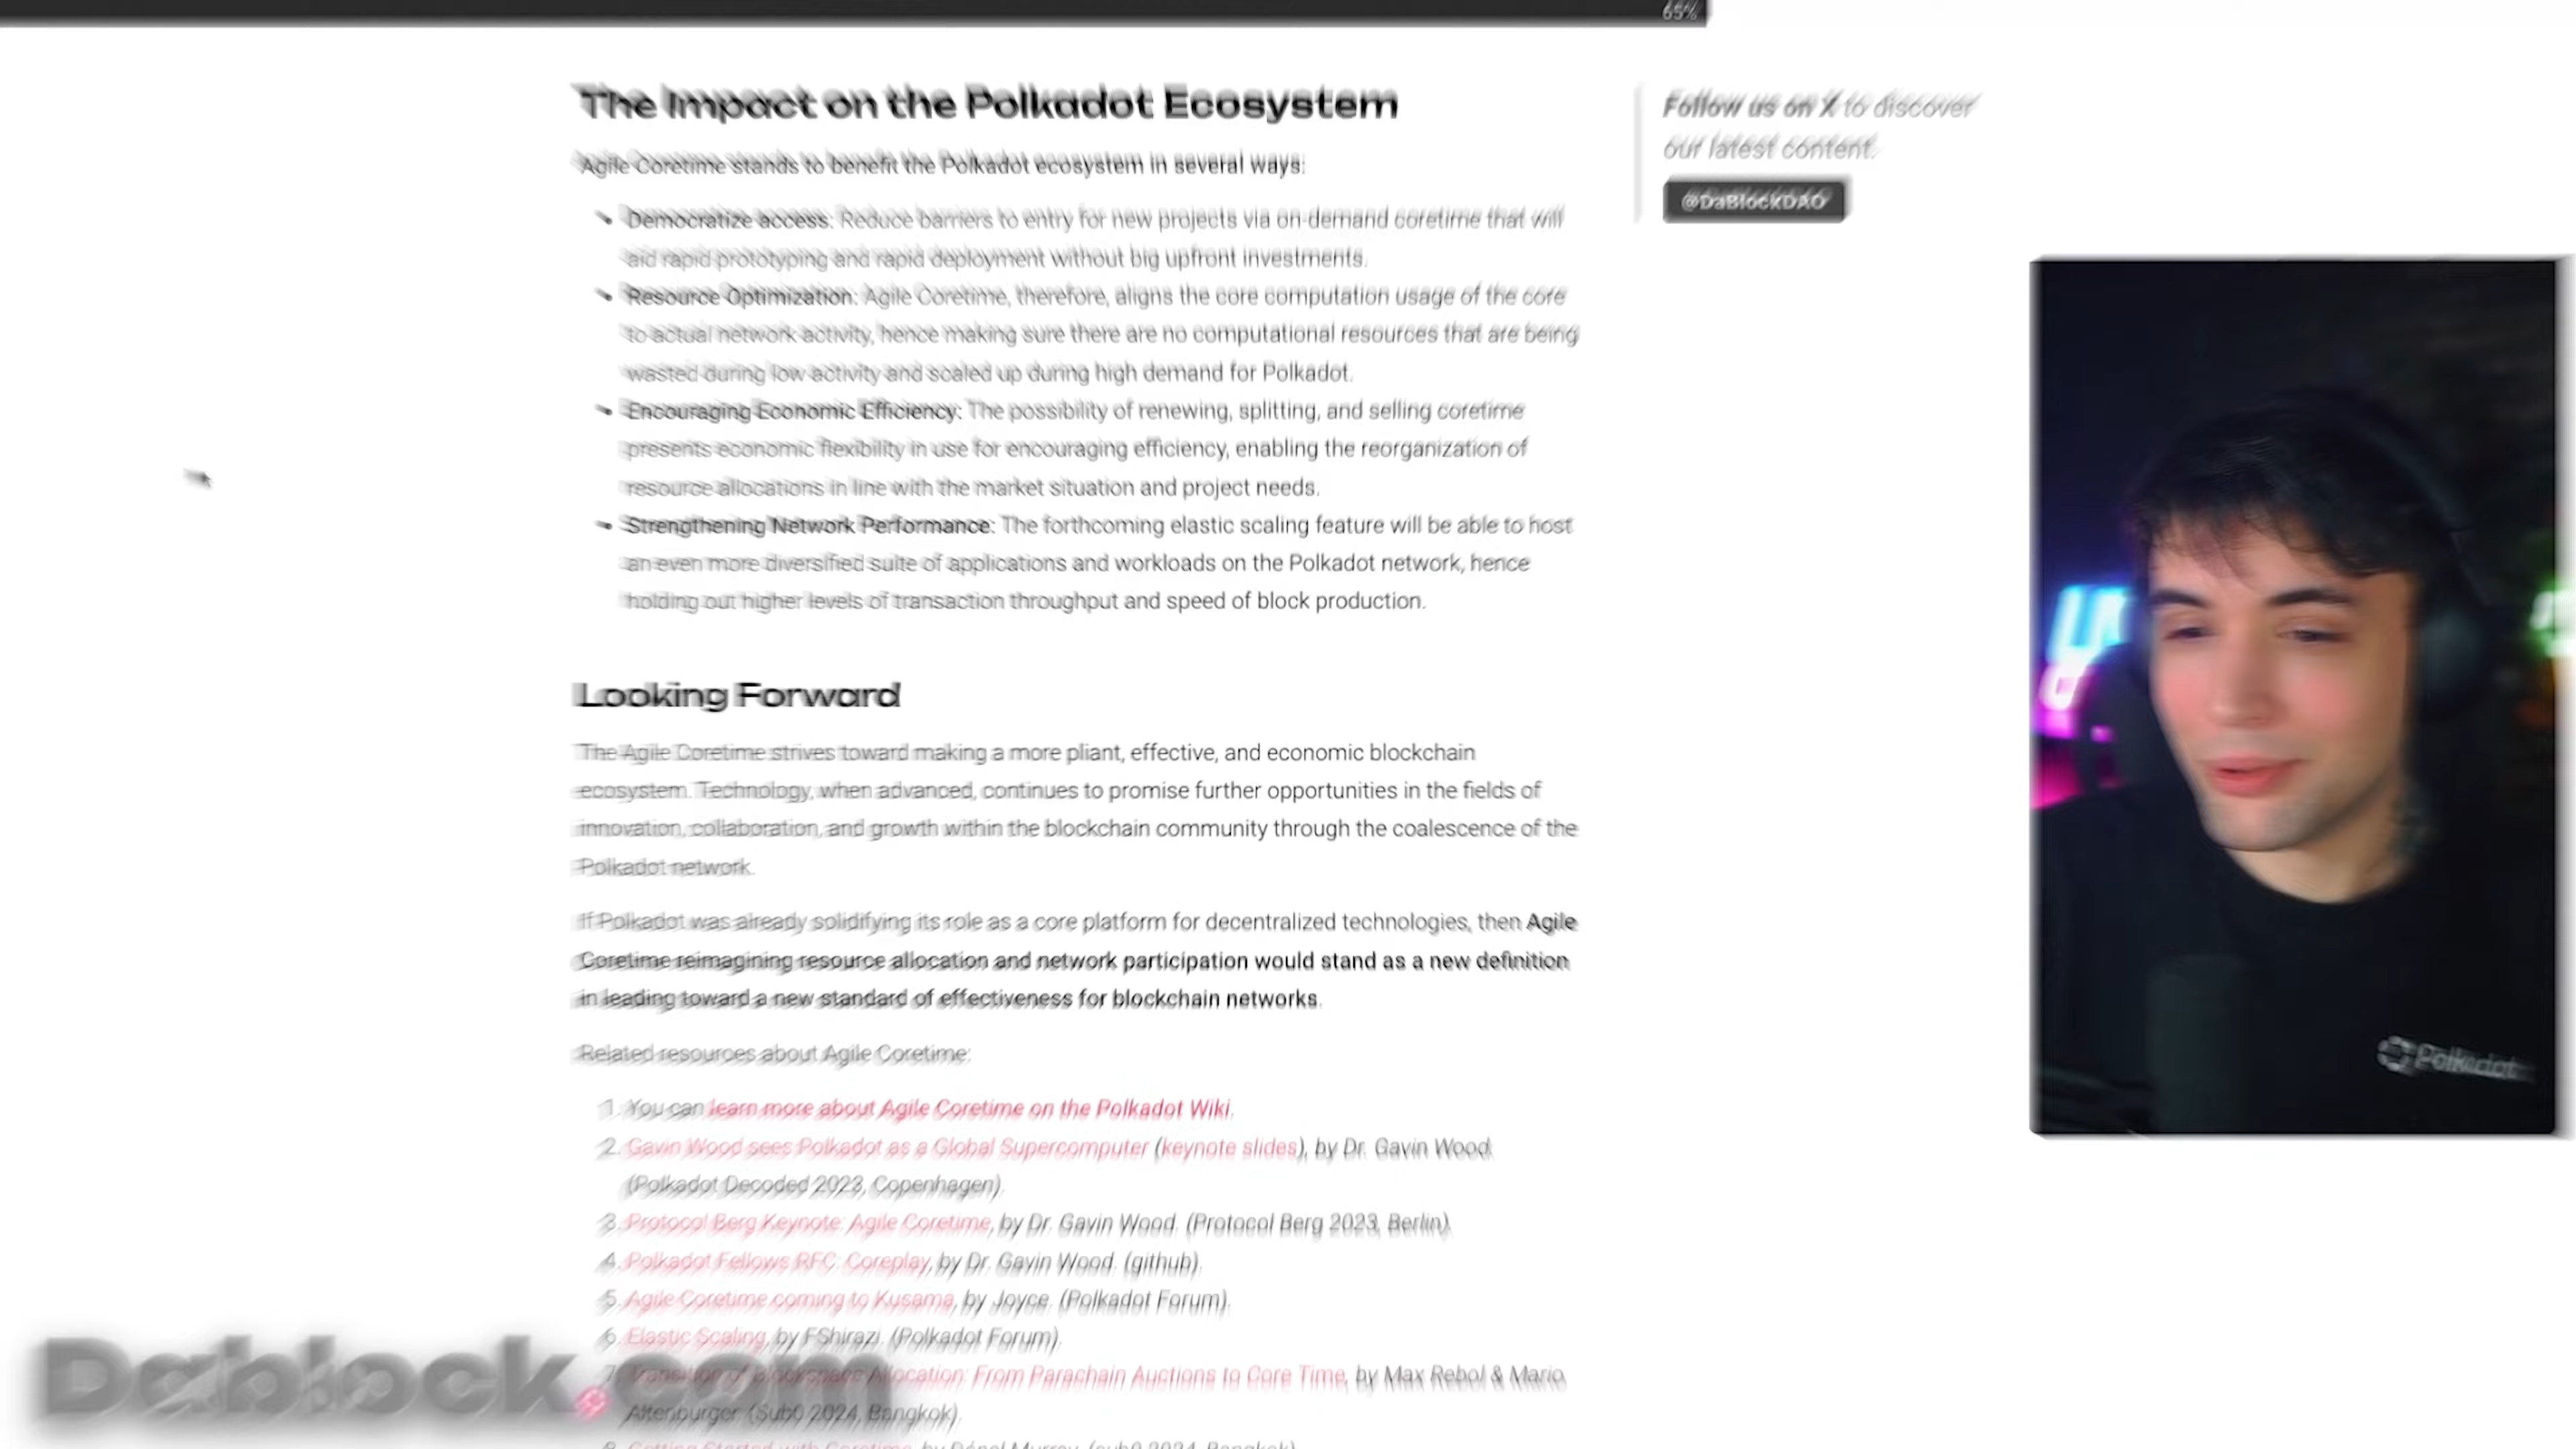 65%
The Impact on the Polkadot Ecosystem
Agile Coretime stands to benefit the Polkadot ecosystem in several ways:
• Democratize access: Reduce barriers to entry for new projects via on-demand coretime that will
aid rapid prototyping and rapid deployment without big upfront investments.
• Resource Optimization: Agile Coretime, therefore, aligns the core computation usage of the core
to actual network activity, hence making sure there are no computational resources that are being
wasted during low activity and scaled up during high demand for Polkadot.
• Encouraging Economic Efficiency: The possibility of renewing, splitting, and selling coretime
presents economic flexibility in use for encouraging efficiency, enabling the reorganization of
resource allocations in line with the market situation and project needs.
• Strengthening Network Performance: The forthcoming elastic scaling feature will be able to host
an even more diversified suite of applications and workloads on the Polkadot network, hence
holding out higher levels of transaction throughput and speed of block production.
Looking Forward
The Agile Coretime strives toward making a more pliant, effective, and economic blockchain
ecosystem. Technology, when advanced, continues to promise further opportunities in the fields of
innovation, collaboration, and growth within the blockchain community through the coalescence of the
Polkadot network.
If Polkadot was already solidifying its role as a core platform for decentralized technologies, then Agile
Coretime reimagining resource allocation and network participation would stand as a new definition
in leading toward a new standard of effectiveness for blockchain networks.
Related resources about Agile Coretime:
1. You can learn more about Agile Coretime on the Polkadot Wiki.
2. Gavin Wood sees Polkadot as a Global Supercomputer (keynote slides), by Dr. Gavin Wood.
(Polkadot Decoded 2023, Copenhagen).
3. Protocol Berg Keynote: Agile Coretime, by Dr. Gavin Wood. (Protocol Berg 2023, Berlin).
4. Polkadot Fellows RFC: Coreplay, by Dr. Gavin Wood. (github).
5. Agile Coretime coming to Kusama, by Joyce. (Polkadot Forum).
6. Elastic Scaling, by FShirazi. (Polkadot Forum).
7. Transition of Blockspace Allocation: From Parachain Auctions to Core Time, by Max Rebol & Mario
Altenburger. (Sub0 2024, Bangkok).
8. Getting Started with Coretime, by Dónal Murray. (sub0 2024, Bangkok).
Follow us on X to discover
our latest content.
@DaBlockDAO
Polkadot
Dablock.com